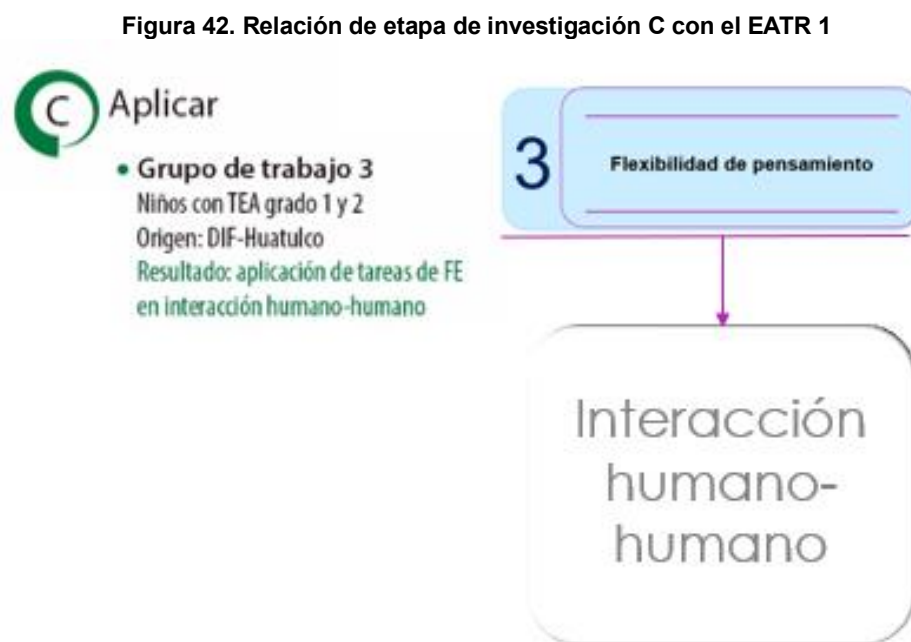 Figura 42. Relación de etapa de investigación C con el EATR 1
C Aplicar
• Grupo de trabajo 3
Niños con TEA grado 1 y 2
Origen: DIF-Huatulco
Resultado: aplicación de tareas de FE
en interacción humano-humano
3 Flexibilidad de pensamiento
Interacción
humano-
humano